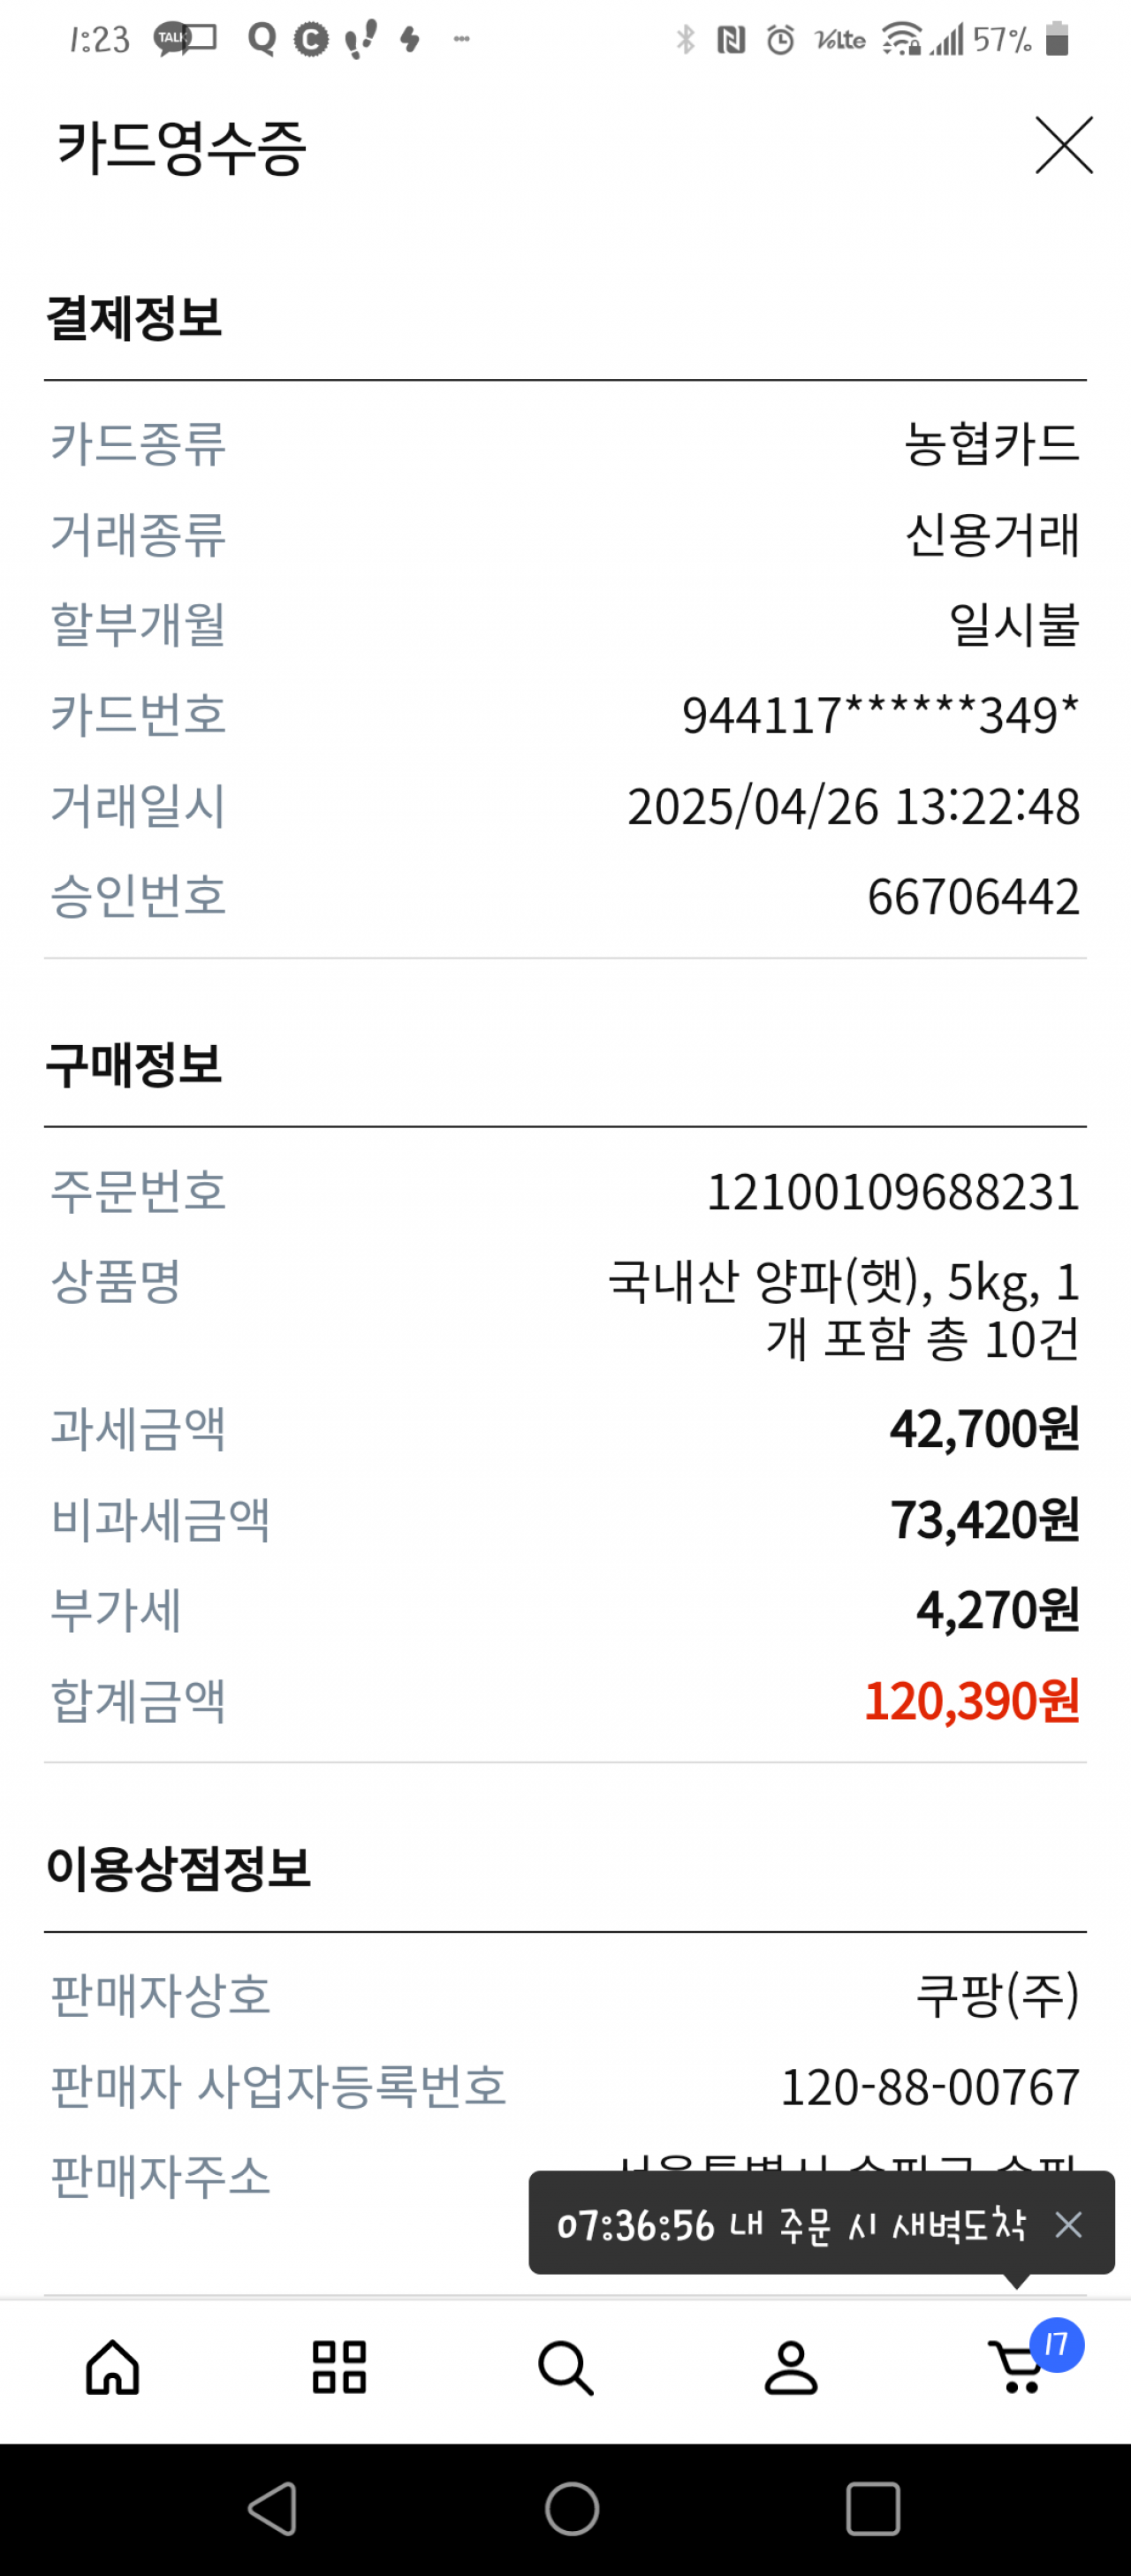 1:23 TALK Q C ... N Volte 57%
카드영수증
결제정보
카드종류 농협카드
거래종류 신용거래
할부개월 일시불
카드번호 944117******349*
거래일시 2025/04/26 13:22:48
승인번호 66706442
구매정보
주문번호 12100109688231
상품명 국내산 양파(햇), 5kg, 1
개 포함 총 10건
과세금액 42,700원
비과세금액 73,420원
부가세 4,270원
합계금액 120,390원
이용상점정보
판매자상호 쿠팡(주)
판매자 사업자등록번호 120-88-00767
판매자주소
07:36:56 내 주문 시 새벽도착
17